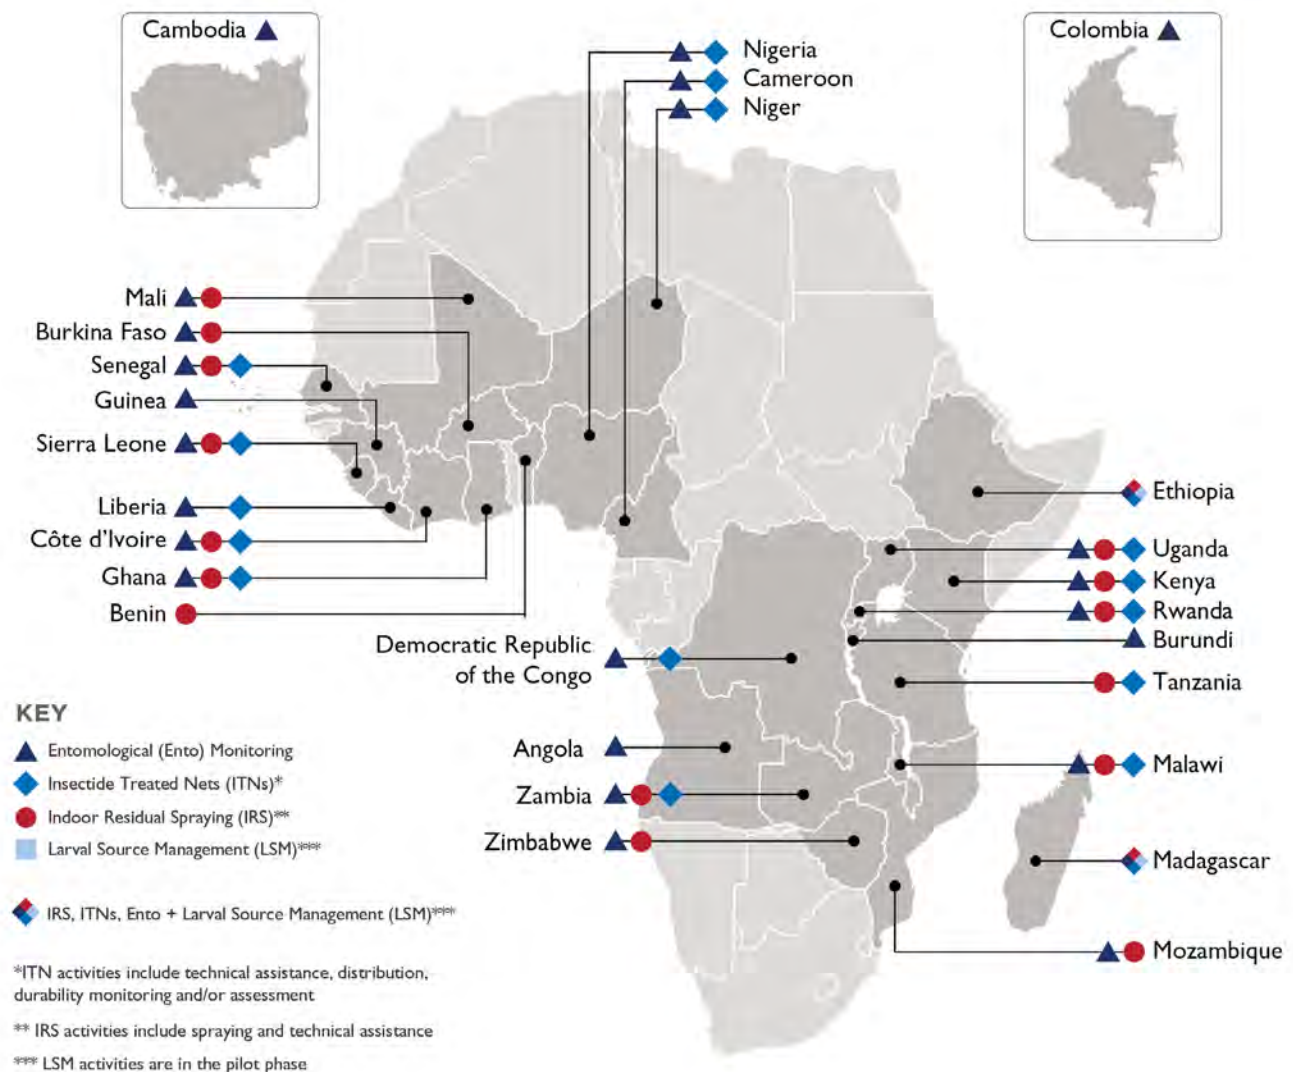 Cambodia
Colombia
Nigeria
Cameroon
Niger
Mali
Burkina Faso
Senegal
Guinea
Sierra Leone
Liberia
Côte d'Ivoire
Ghana
Benin
Democratic Republic
of the Congo
Angola
Zambia
Zimbabwe
Ethiopia
Uganda
Kenya
Rwanda
Burundi
Tanzania
Malawi
Madagascar
Mozambique
KEY
Entomological (Ento) Monitoring
Insectide Treated Nets (ITNs)*
Indoor Residual Spraying (IRS)**
Larval Source Management (LSM)***
IRS, ITNs, Ento + Larval Source Management (LSM)***
*ITN activities include technical assistance, distribution,
durability monitoring and/or assessment
** IRS activities include spraying and technical assistance
*** LSM activities are in the pilot phase